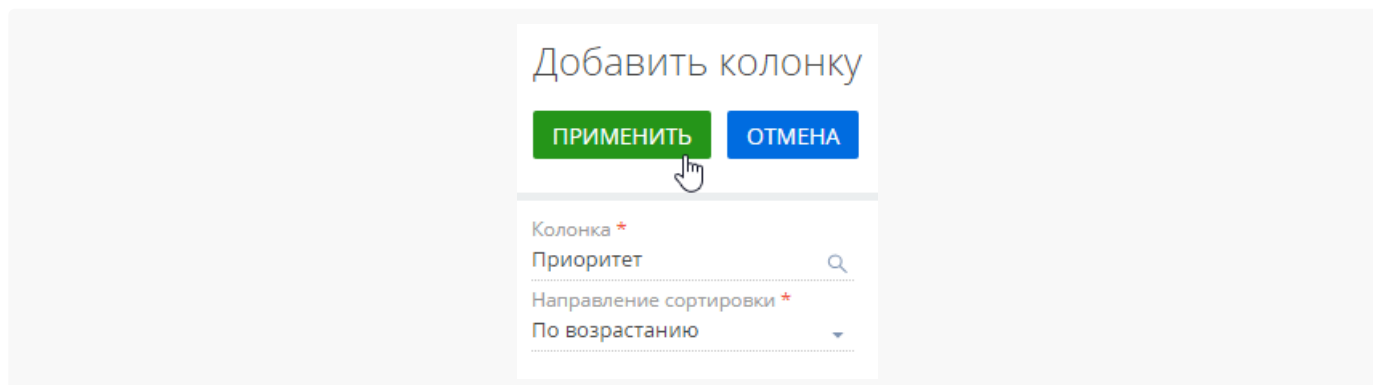 Добавить колонку
ПРИМЕНИТЬ ОТМЕНА
Колонка *
Приоритет
Направление сортировки *
По возрастанию